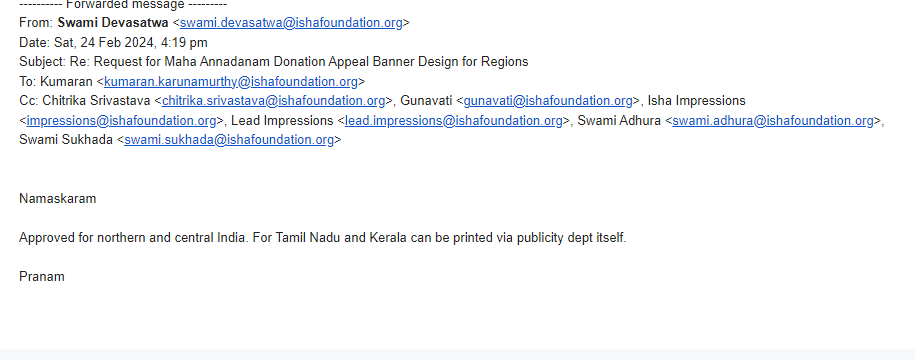 ---------- Forwarded message ---------
From: Swami Devasatwa <swami.devasatwa@ishafoundation.org>
Date: Sat, 24 Feb 2024, 4:19 pm
Subject: Re: Request for Maha Annadanam Donation Appeal Banner Design for Regions
To: Kumaran <kumaran.karunamurthy@ishafoundation.org>
Cc: Chitrika Srivastava <chitrika.srivastava@ishafoundation.org>, Gunavati <gunavati@ishafoundation.org>, Isha Impressions
<impressions@ishafoundation.org>, Lead Impressions <lead.impressions@ishafoundation.org>, Swami Adhura <swami.adhura@ishafoundation.org>,
Swami Sukhada <swami.sukhada@ishafoundation.org>
Namaskaram
Approved for northern and central India. For Tamil Nadu and Kerala can be printed via publicity dept itself.
Pranam